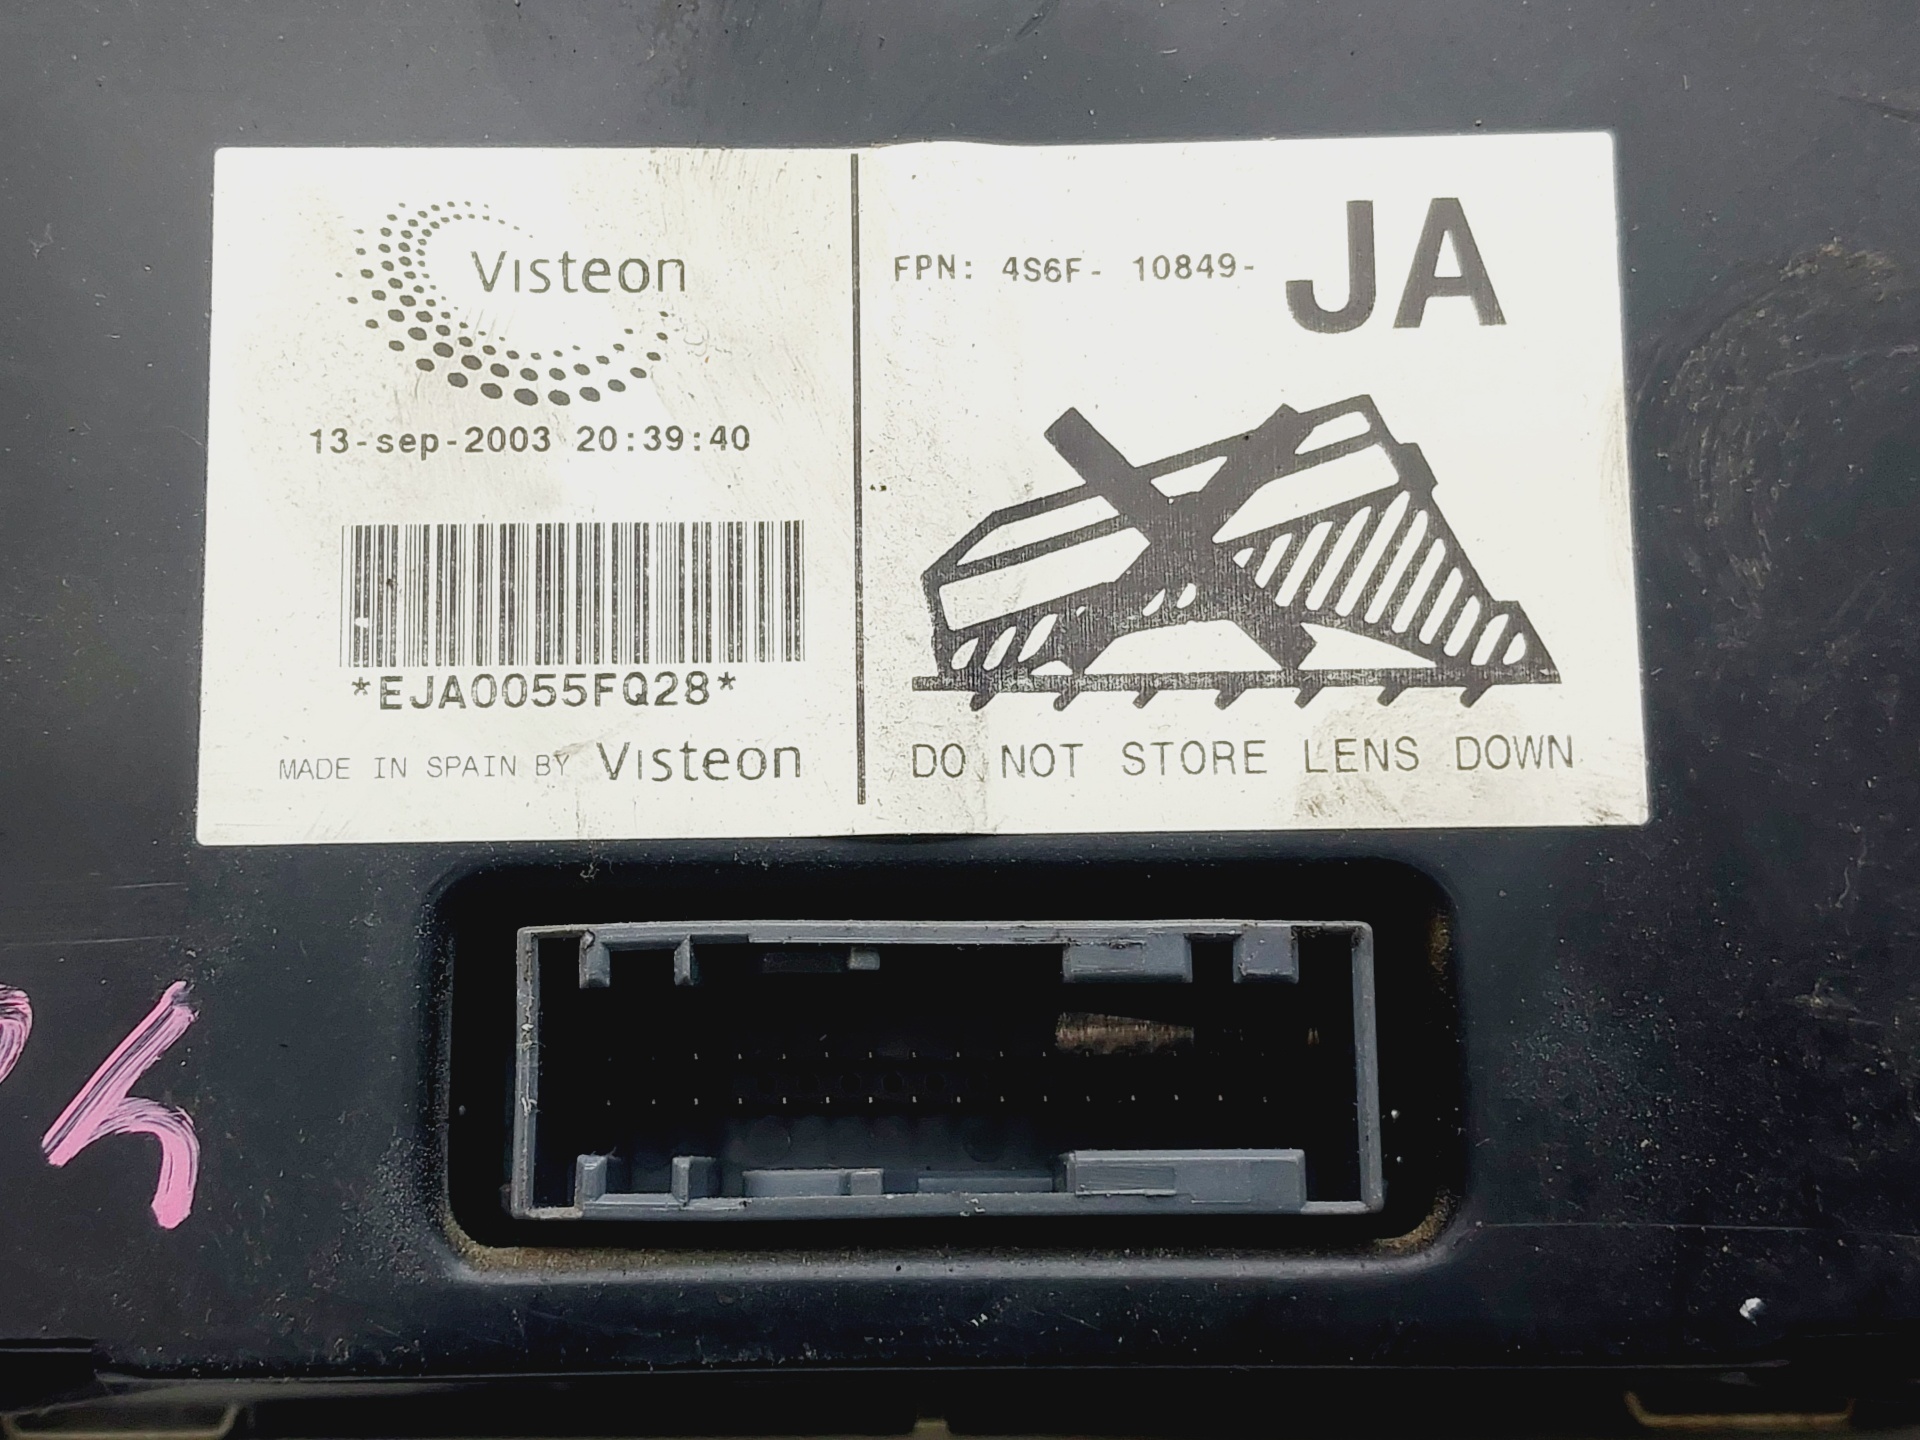 Visteon
13-sep-2003 20:39:40
*EJA0055FQ28*
MADE IN SPAIN BY Visteon
FPN: 4S6F- 10849- JA
DO NOT STORE LENS DOWN